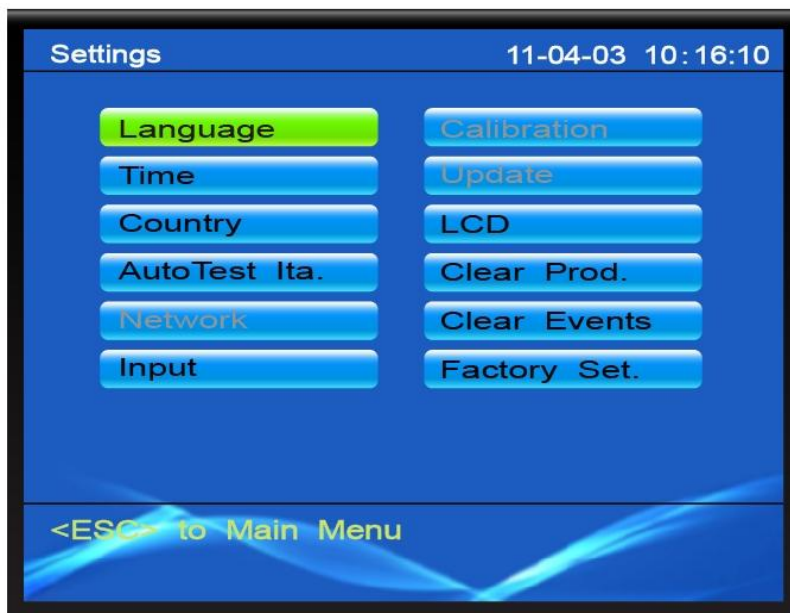 Settings 11-04-03 10:16:10
Language
Time
Country
AutoTest Ita.
Network
Input
Calibration
Update
LCD
Clear Prod.
Clear Events
Factory Set.
<ESC> to Main Menu